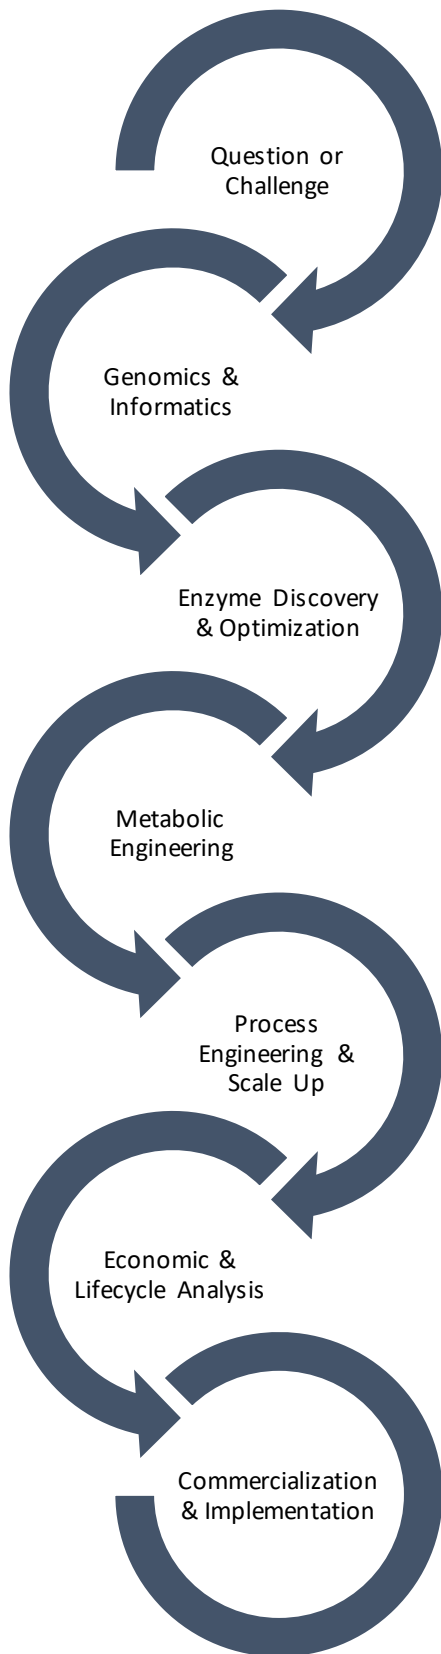 Question or
Challenge
Genomics &
Informatics
Enzyme Discovery
& Optimization
Metabolic
Engineering
Process
Engineering &
Scale Up
Economic &
Lifecycle Analysis
Commercialization
& Implementation